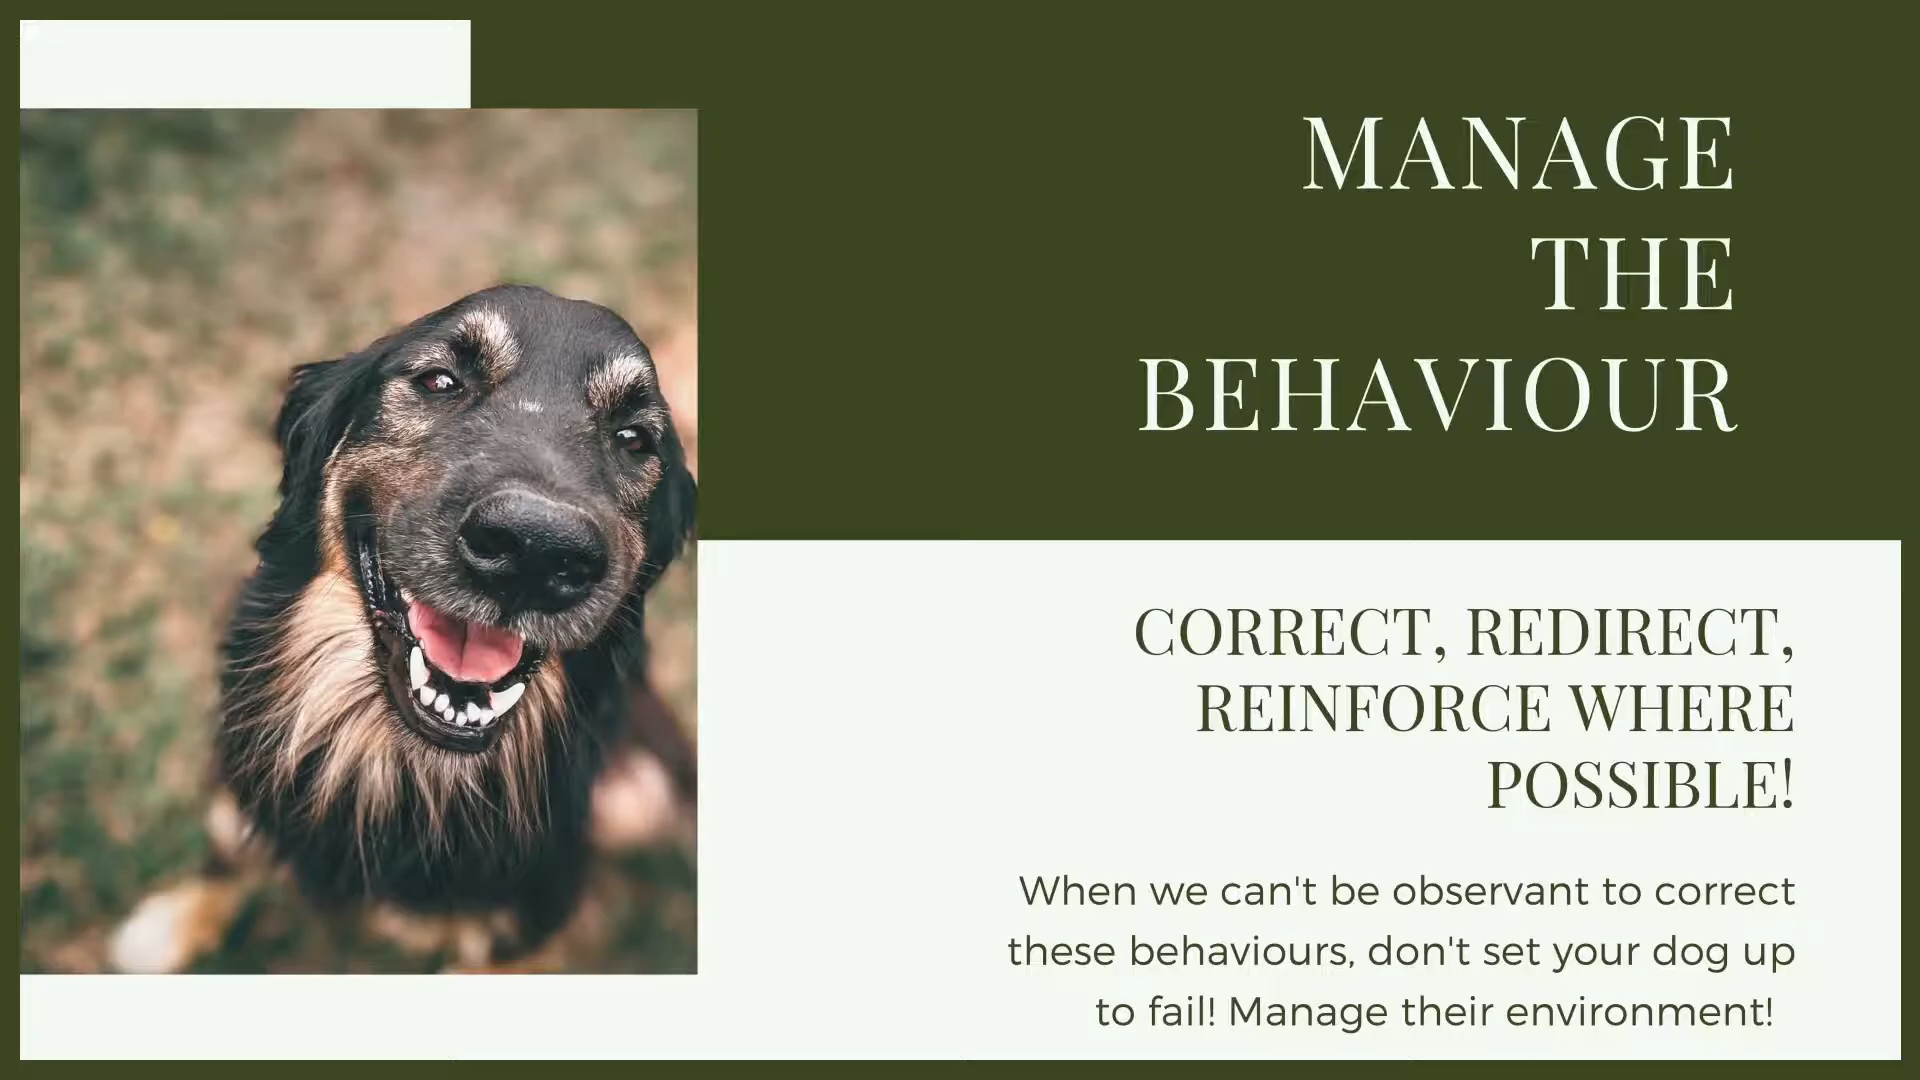 MANAGE
THE
BEHAVIOUR
CORRECT, REDIRECT,
REINFORCE WHERE
POSSIBLE!
When we can't be observant to correct
these behaviours, don't set your dog up
to fail! Manage their environment!